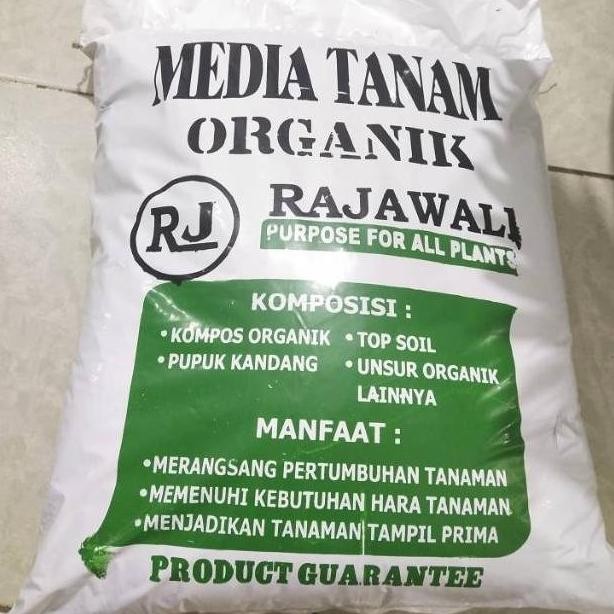 MEDIA TANAM
ORGANIK
RJ
RAJAWALI
PURPOSE FOR ALL PLANTS
KOMPOSISI :
• KOMPOS ORGANIK • TOP SOIL
• PUPUK KANDANG • UNSUR ORGANIK
LAINNYA
MANFAAT :
•MERANGSANG PERTUMBUHAN TANAMAN
•MEMENUHI KEBUTUHAN HARA TANAMAN
•MENJADIKAN TANAMAN TAMPIL PRIMA
PRODUCT GUARANTEE